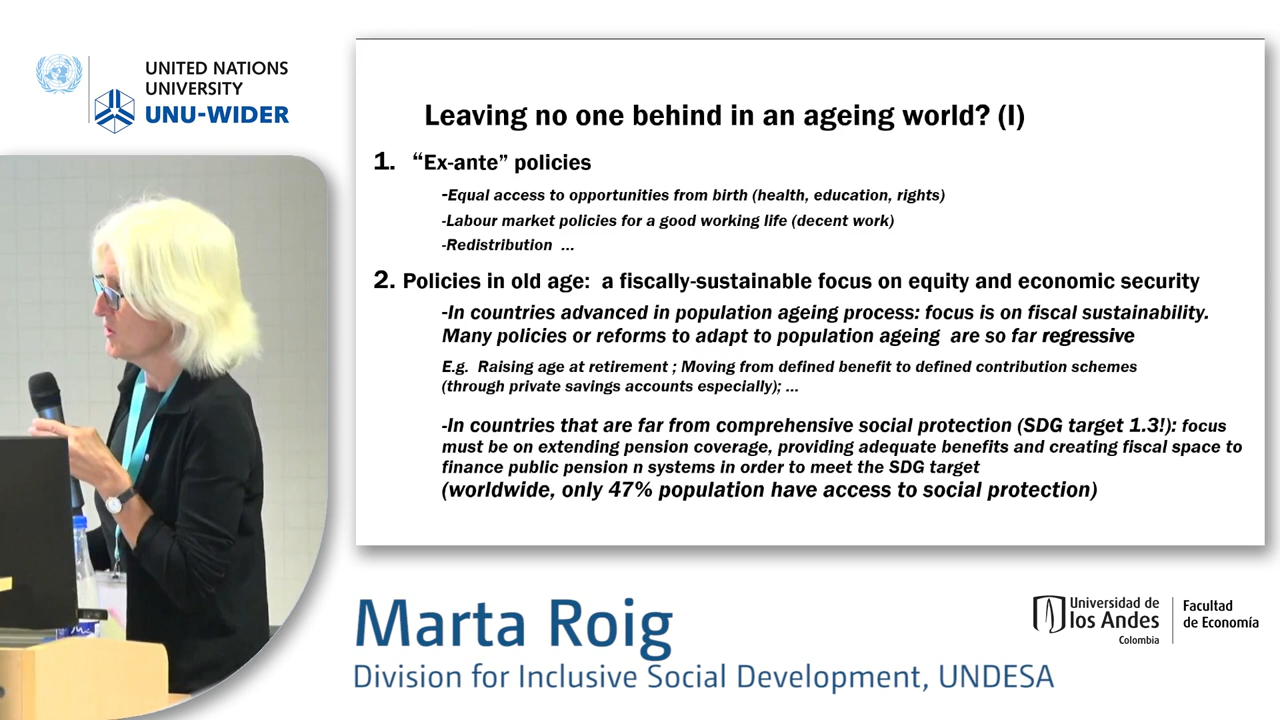 UNITED NATIONS
UNIVERSITY
UNU-WIDER
Leaving no one behind in an ageing world? (I)
1. “Ex-ante” policies
-Equal access to opportunities from birth (health, education, rights)
-Labour market policies for a good working life (decent work)
-Redistribution ...
2. Policies in old age: a fiscally-sustainable focus on equity and economic security
-In countries advanced in population ageing process: focus is on fiscal sustainability.
Many policies or reforms to adapt to population ageing are so far regressive
E.g. Raising age at retirement ; Moving from defined benefit to defined contribution schemes
(through private savings accounts especially); ...
-In countries that are far from comprehensive social protection (SDG target 1.3!): focus
must be on extending pension coverage, providing adequate benefits and creating fiscal space to
finance public pension n systems in order to meet the SDG target
(worldwide, only 47% population have access to social protection)
Marta Roig
Division for Inclusive Social Development, UNDESA
Universidad de
los Andes
Colombia
Facultad
de Economía